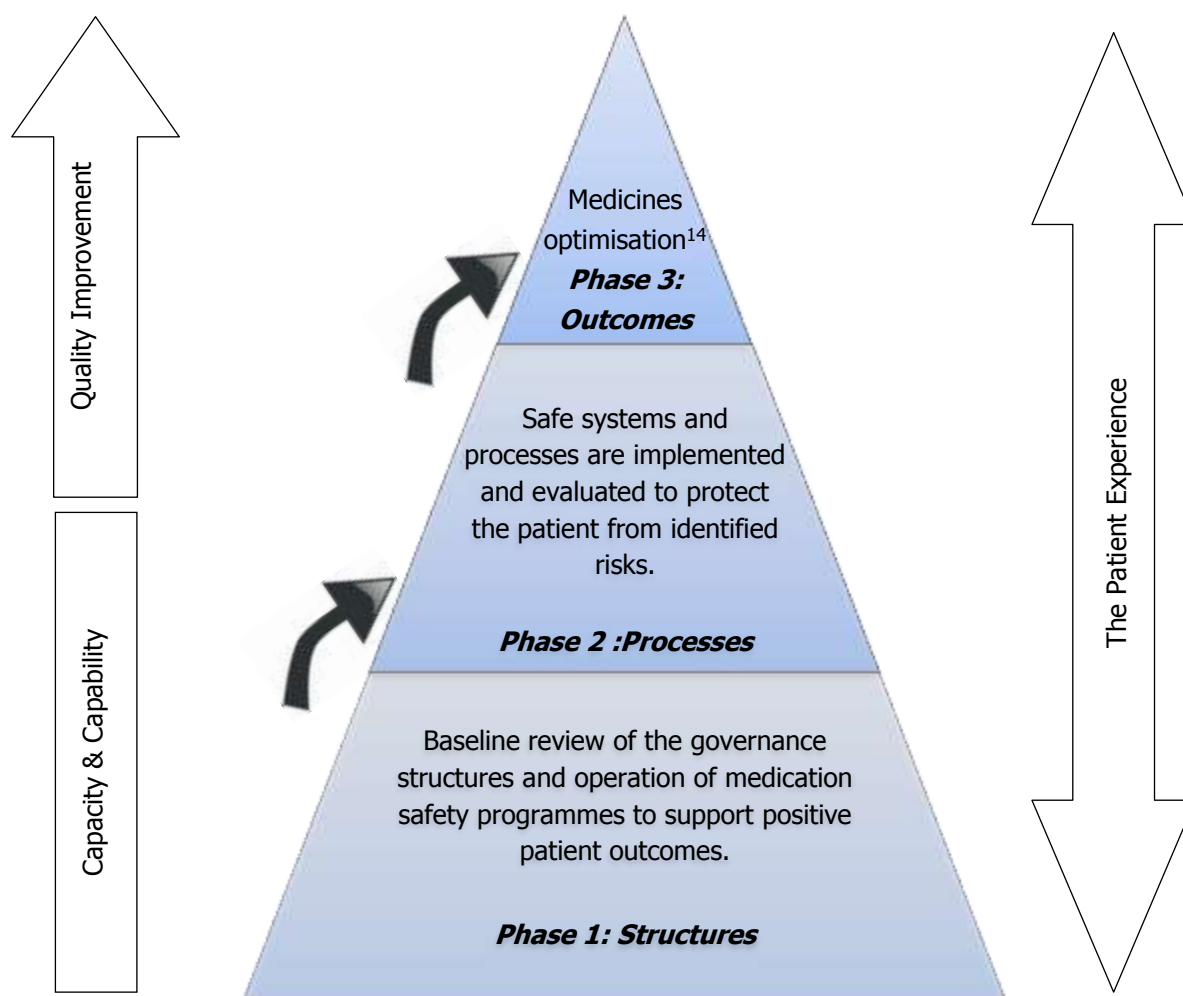 Quality Improvement
Capacity & Capability
Medicines
optimisation¹⁴
Phase 3:
Outcomes
Safe systems and
processes are implemented
and evaluated to protect
the patient from identified
risks.
Phase 2 :Processes
Baseline review of the governance
structures and operation of medication
safety programmes to support positive
patient outcomes.
Phase 1: Structures
The Patient Experience